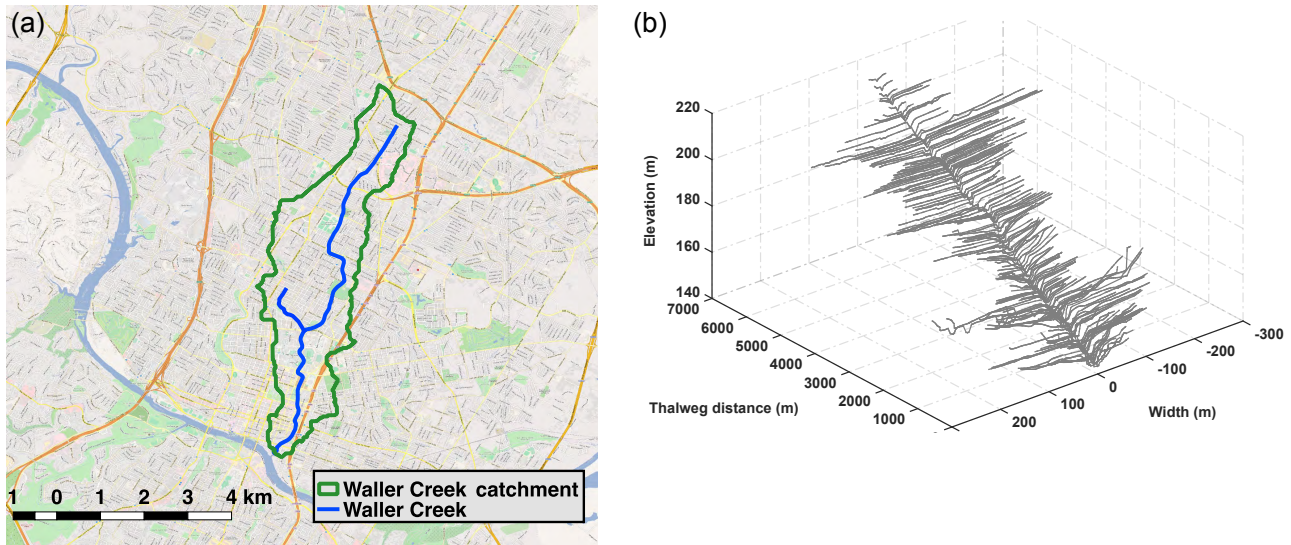 (a)
1 0 1 2 3 4 km
Waller Creek catchment
Waller Creek
(b)
220
200
180
160
140
Elevation (m)
7000
6000
5000
4000
3000
2000
1000
Thalweg distance (m)
200
100
0
-100
-200
-300
Width (m)